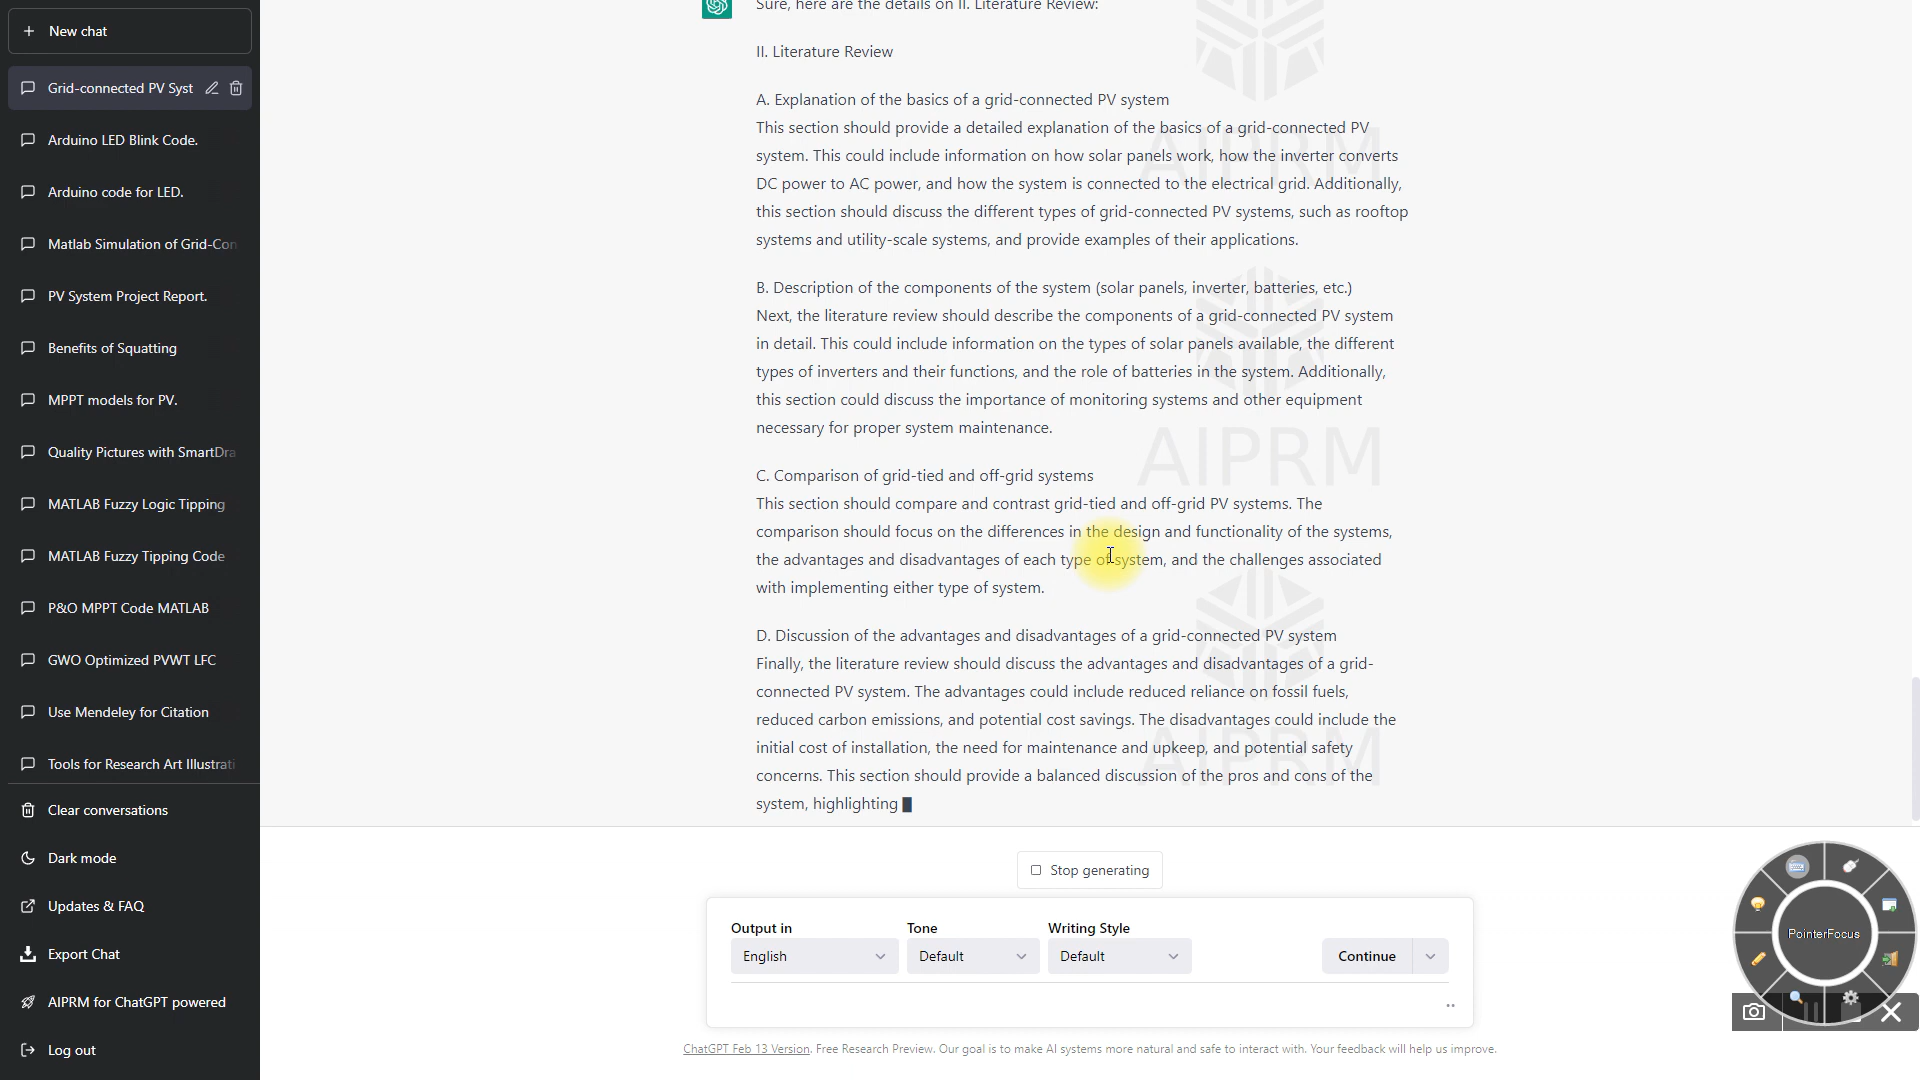 New chat
Grid-connected PV Syst
Arduino LED Blink Code.
Arduino code for LED.
Matlab Simulation of Grid-Con
PV System Project Report.
Benefits of Squatting
MPPT models for PV.
Quality Pictures with SmartDra
MATLAB Fuzzy Logic Tipping
MATLAB Fuzzy Tipping Code
P&O MPPT Code MATLAB
GWO Optimized PVWT LFC
Use Mendeley for Citation
Tools for Research Art Illustrati
Clear conversations
Dark mode
Updates & FAQ
Export Chat
AIPRM for ChatGPT powered
Log out
Sure, here are the details on II. Literature Review:
II. Literature Review
A. Explanation of the basics of a grid-connected PV system
This section should provide a detailed explanation of the basics of a grid-connected PV
system. This could include information on how solar panels work, how the inverter converts
DC power to AC power, and how the system is connected to the electrical grid. Additionally,
this section should discuss the different types of grid-connected PV systems, such as rooftop
systems and utility-scale systems, and provide examples of their applications.
B. Description of the components of the system (solar panels, inverter, batteries, etc.)
Next, the literature review should describe the components of a grid-connected PV system
in detail. This could include information on the types of solar panels available, the different
types of inverters and their functions, and the role of batteries in the system. Additionally,
this section could discuss the importance of monitoring systems and other equipment
necessary for proper system maintenance.
C. Comparison of grid-tied and off-grid systems
This section should compare and contrast grid-tied and off-grid PV systems. The
comparison should focus on the differences in the design and functionality of the systems,
the advantages and disadvantages of each type of system, and the challenges associated
with implementing either type of system.
D. Discussion of the advantages and disadvantages of a grid-connected PV system
Finally, the literature review should discuss the advantages and disadvantages of a grid-
connected PV system. The advantages could include reduced reliance on fossil fuels,
reduced carbon emissions, and potential cost savings. The disadvantages could include the
initial cost of installation, the need for maintenance and upkeep, and potential safety
concerns. This section should provide a balanced discussion of the pros and cons of the
system, highlighting
AIPRM
AIPRM
AIPRM
Stop generating
Output in
Tone
Writing Style
English
Default
Default
Continue
ChatGPT Feb 13 Version. Free Research Preview. Our goal is to make AI systems more natural and safe to interact with. Your feedback will help us improve.
PointerFocus